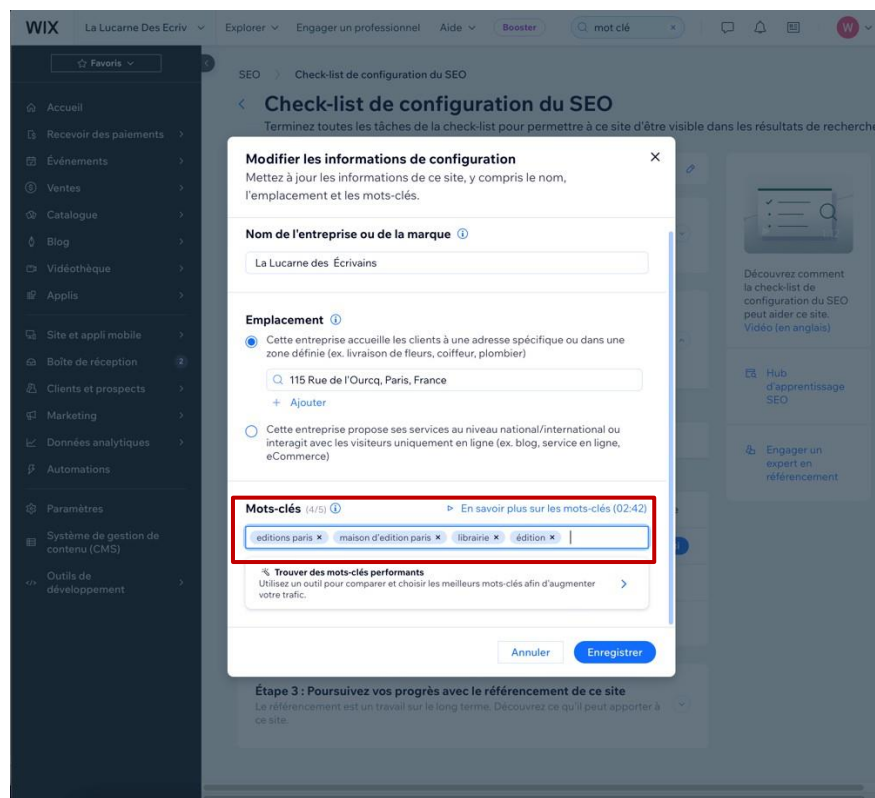 WIX La Lucarne Des Ecriv Explorer Engager un professionnel Aide Booster mot clé W
Favoris
Accueil
Recevoir des paiements
Événements
Ventes
Catalogue
Blog
Vidéothèque
Applis
Site et appli mobile
Boîte de réception 2
Clients et prospects
Marketing
Données analytiques
Automations
Paramètres
Système de gestion de
contenu (CMS)
Outils de
développement
SEO Check-list de configuration du SEO
Check-list de configuration du SEO
Terminez toutes les tâches de la check-list pour permettre à ce site d'être visible dans les résultats de recherche
Modifier les informations de configuration
Mettez à jour les informations de ce site, y compris le nom,
l'emplacement et les mots-clés.
Nom de l'entreprise ou de la marque
La Lucarne des Écrivains
Emplacement
Cette entreprise accueille les clients à une adresse spécifique ou dans une
zone définie (ex. livraison de fleurs, coiffeur, plombier)
115 Rue de l'Ourcq, Paris, France
+ Ajouter
Cette entreprise propose ses services au niveau national/international ou
interagit avec les visiteurs uniquement en ligne (ex. blog, service en ligne,
eCommerce)
Mots-clés (4/5) En savoir plus sur les mots-clés (02:42)
editions paris × maison d'edition paris × librairie × édition ×
Trouver des mots-clés performants
Utilisez un outil pour comparer et choisir les meilleurs mots-clés afin d'augmenter
votre trafic.
Annuler Enregistrer
Étape 3 : Poursuivez vos progrès avec le référencement de ce site
Le référencement est un travail sur le long terme. Découvrez ce qu'il peut apporter à
ce site.
Découvrez comment
la check-list de
configuration du SEO
peut aider ce site.
Vidéo (en anglais)
Hub
d'apprentissage
SEO
Engager un
expert en
référencement